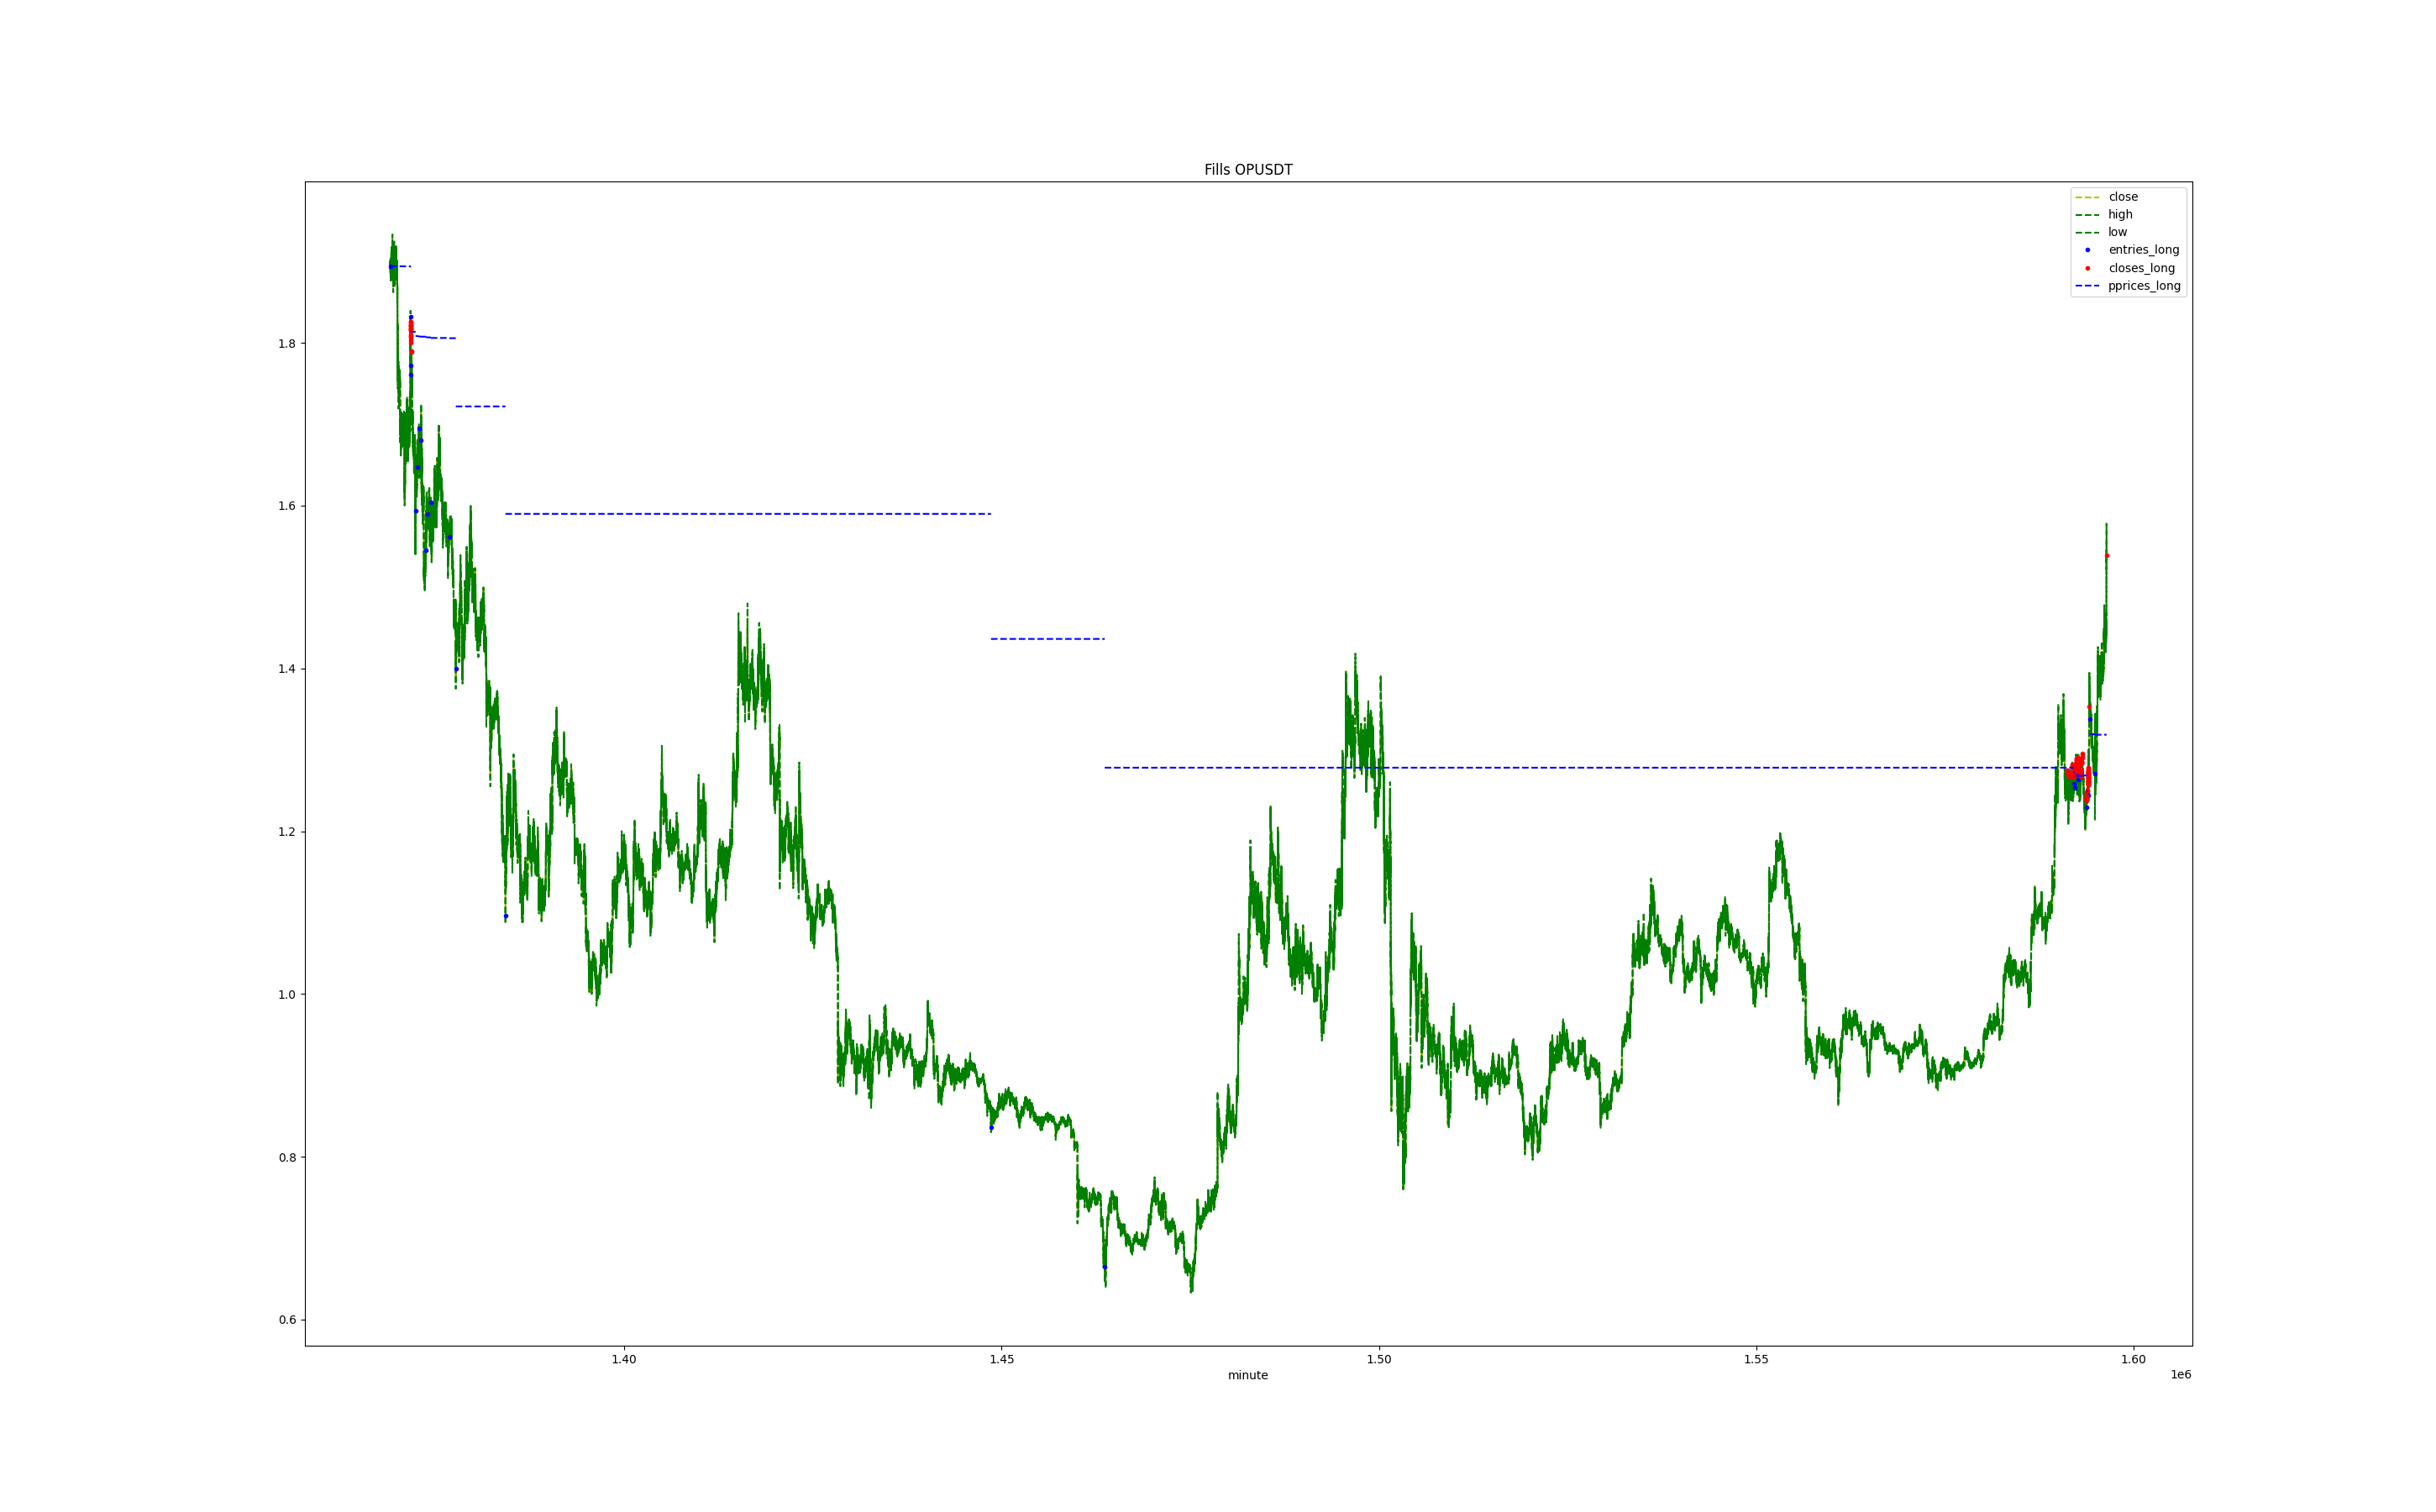 Fills OPUSDT
close
high
low
entries_long
closes_long
pprices_long
1.8
1.6
1.4
1.2
1.0
0.8
0.6
1.40 1.45 1.50 1.55 1.60
minute 1e6